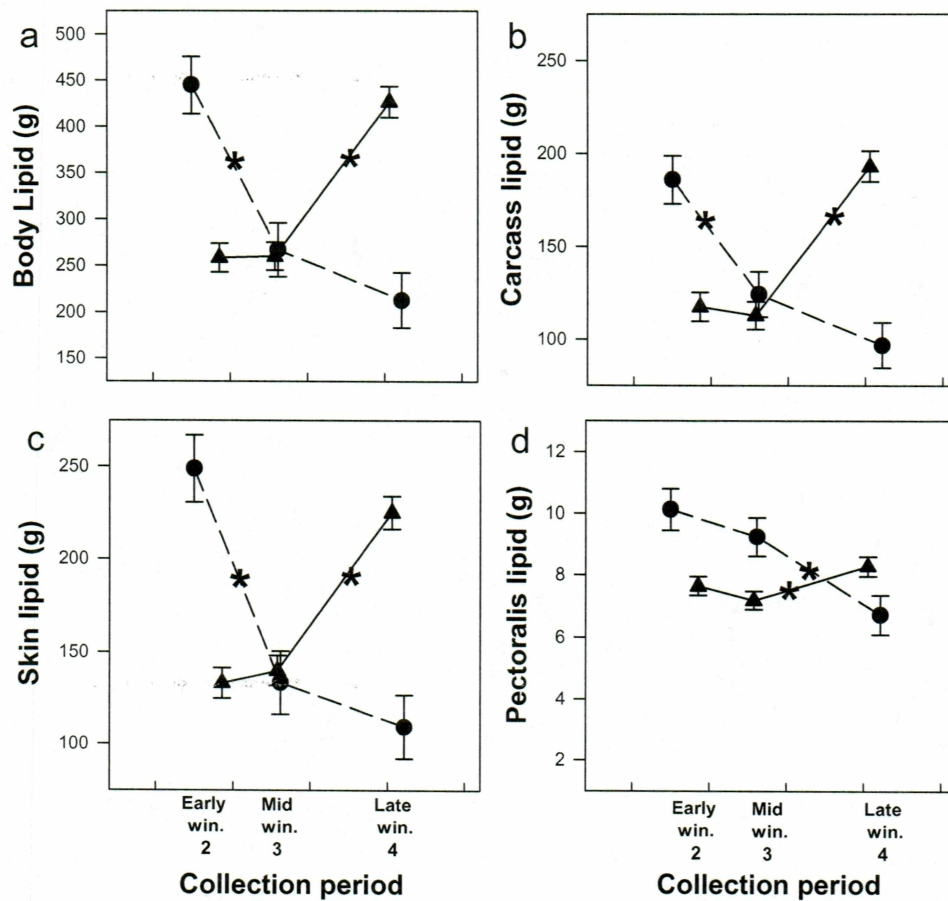 a
Body Lipid (g)
500
450
400
350
300
250
200
150
b
Carcass lipid (g)
250
200
150
100
c
Skin lipid (g)
250
200
150
100
Early
win.
2
Mid
win.
3
Late
win.
4
Collection period
d
Pectoralis lipid (g)
12
10
8
6
4
2
Early
win.
2
Mid
win.
3
Late
win.
4
Collection period